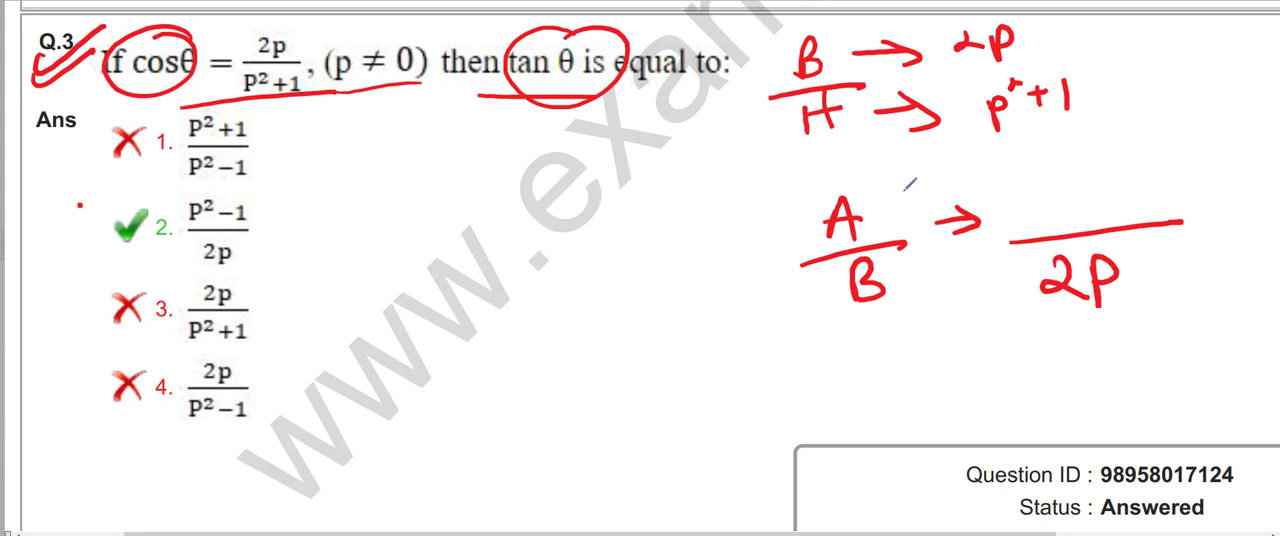 Q.3 If cosθ = 2p/p²+1, (p ≠ 0) then tan θ is equal to:
Ans
1. p²+1/p²−1
2. p²−1/2p
3. 2p/p²+1
4. 2p/p²−1
B → 2p
H → p²+1
A/B → /2p
www.exam
Question ID : 98958017124
Status : Answered